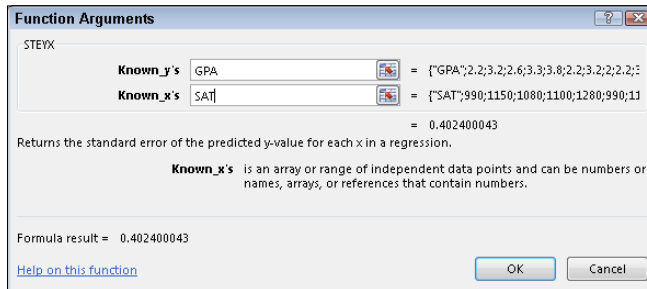 Function Arguments
STEYX
Known_y's GPA = {"GPA";2.2;3.2;2.6;3.3;3.8;2.2;3.2;2;2.2;3
Known_x's SAT = {"SAT";990;1150;1080;1100;1280;990;11
= 0.402400043
Returns the standard error of the predicted y-value for each x in a regression.
Known_x's is an array or range of independent data points and can be numbers or
names, arrays, or references that contain numbers.
Formula result = 0.402400043
Help on this function OK Cancel